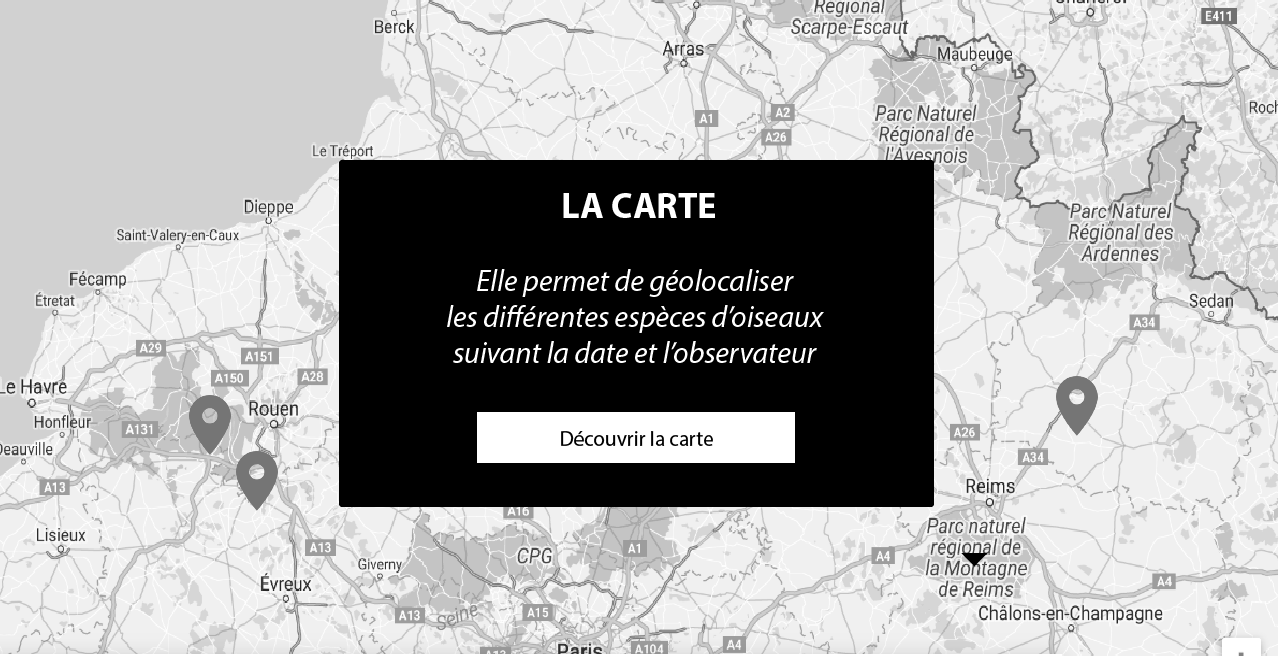 Berck
Régional
Scarpe-Escaut
E411
Arras
Maubeuge
A1
A2
A26
Parc Naturel
Régional de
l'Avesnois
Le Tréport
Dieppe
Saint-Valery-en-Caux
Fécamp
Étretat
LA CARTE
Elle permet de géolocaliser
les différentes espèces d’oiseaux
suivant la date et l’observateur
Découvrir la carte
Parc Naturel
Régional des
Ardennes
Sedan
A34
A29
A151
A150
A28
Le Havre
Honfleur
Deauville
A131
Rouen
A13
Lisieux
A26
A34
Reims
Parc naturel
régional de
la Montagne
de Reims
A16
A1
CPG
A13
Giverny
Évreux
A13
Seine
A15
Paris
A104
A4
A4
A4
Châlons-en-Champagne